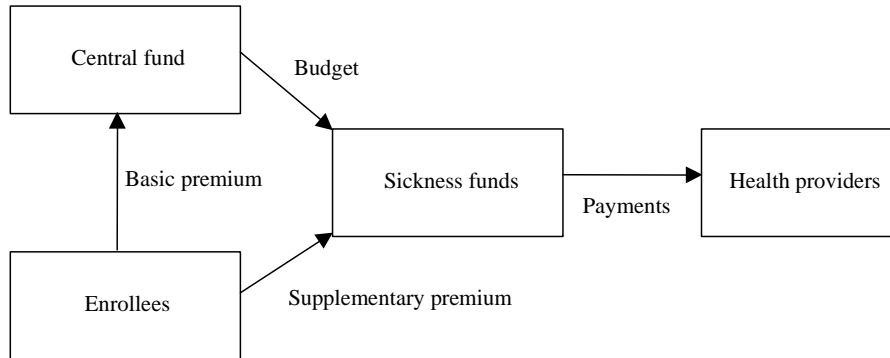 Central fund
Budget
Basic premium
Sickness funds
Health providers
Payments
Enrollees
Supplementary premium